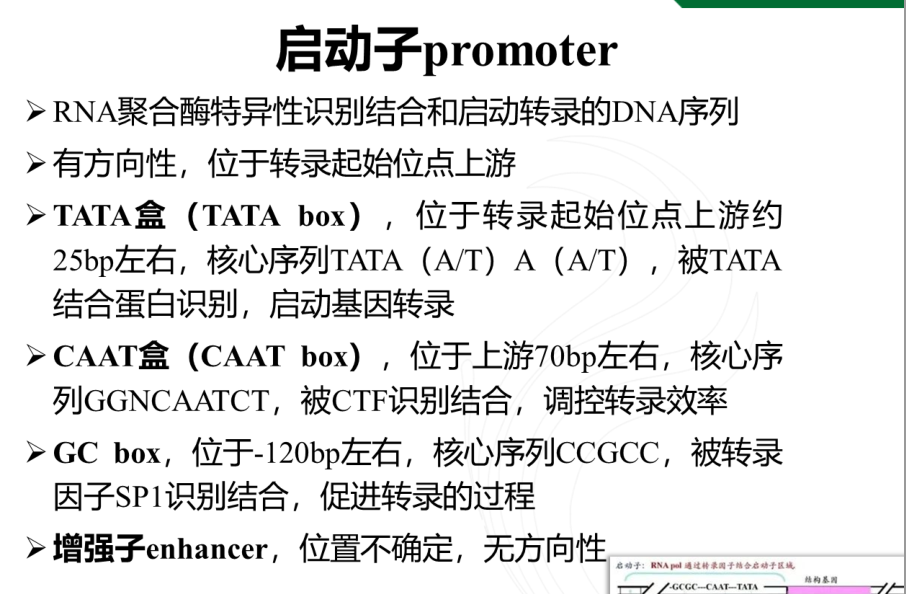 启动子promoter
RNA聚合酶特异性识别结合和启动转录的DNA序列
有方向性，位于转录起始位点上游
TATA盒（TATA box），位于转录起始位点上游约
25bp左右，核心序列TATA（A/T）A（A/T），被TATA
结合蛋白识别，启动基因转录
CAAT盒（CAAT box），位于上游70bp左右，核心序
列GGNCAATCT，被CTF识别结合，调控转录效率
GC box，位于-120bp左右，核心序列CCGCC，被转录
因子SP1识别结合，促进转录的过程
增强子enhancer，位置不确定，无方向性
启动子： RNA pol 通过转录因子结合启动子区域
结构基因
-GCGC---CAAT---TATA